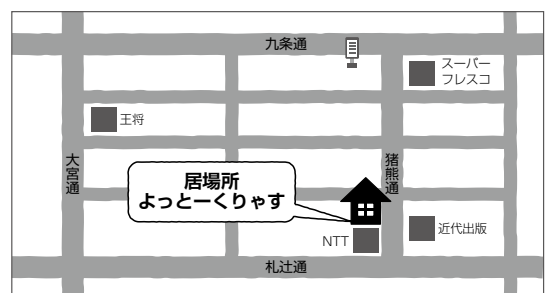 九条通
スーパー
フレスコ
王将
大宮通
猪熊通
居場所
よっとーくりゃす
近代出版
NTT
札辻通